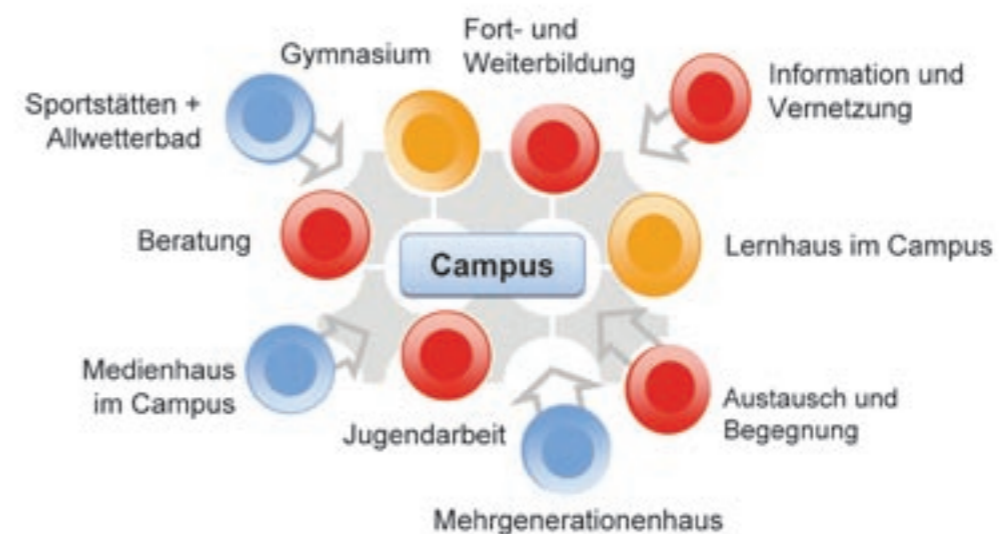 Gymnasium
Fort- und
Weiterbildung
Information und
Vernetzung
Sportstätten +
Allwetterbad
Beratung
Campus
Lernhaus im Campus
Medienhaus
im Campus
Jugendarbeit
Austausch und
Begegnung
Mehrgenerationenhaus